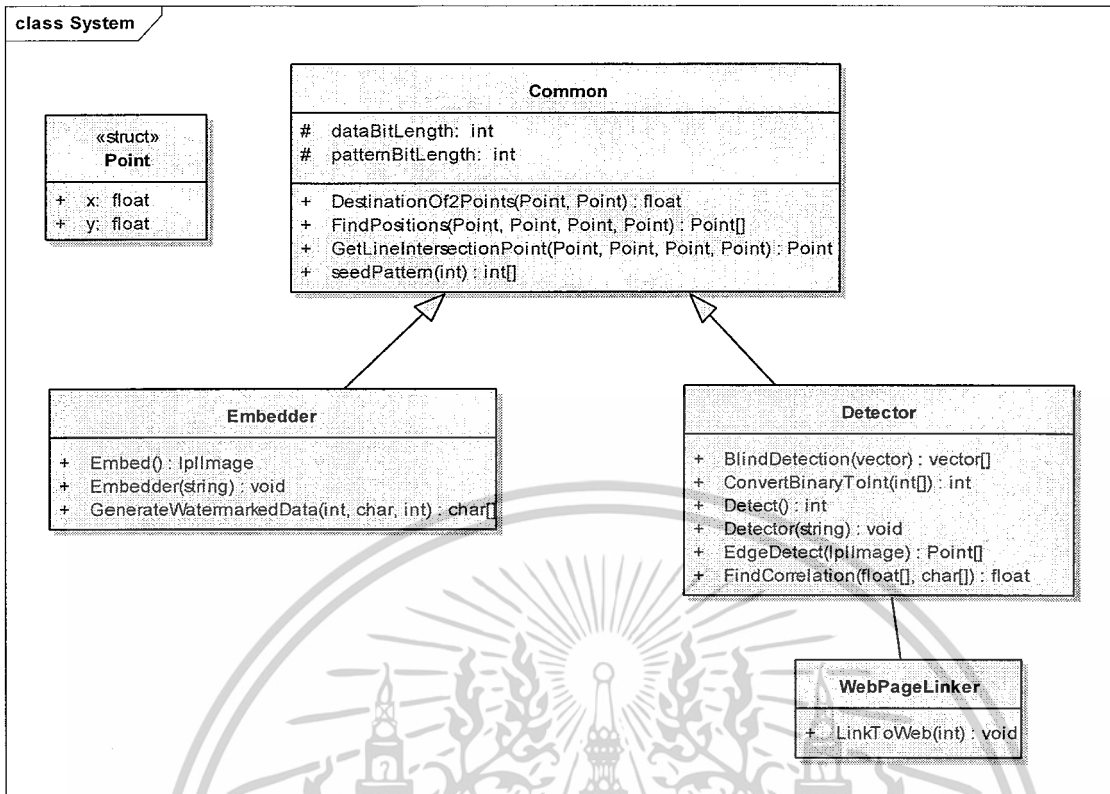 class System
«struct»
Point
+ x: float
+ y: float
Common
# dataBitLength: int
# patternBitLength: int
+ DestinationOf2Points(Point, Point) : float
+ FindPositions(Point, Point, Point, Point) : Point[]
+ GetLineIntersectionPoint(Point, Point, Point, Point) : Point
+ seedPattern(int) : int[]
Embedder
+ Embed() : IplImage
+ Embedder(string) : void
+ GenerateWatermarkedData(int, char, int) : char[]
Detector
+ BlindDetection(vector) : vector[]
+ ConvertBinaryToInt(int[]) : int
+ Detect() : int
+ Detector(string) : void
+ EdgeDetect(IplImage) : Point[]
+ FindCorrelation(float[], char[]) : float
WebPageLinker
+ LinkToWeb(int) : void